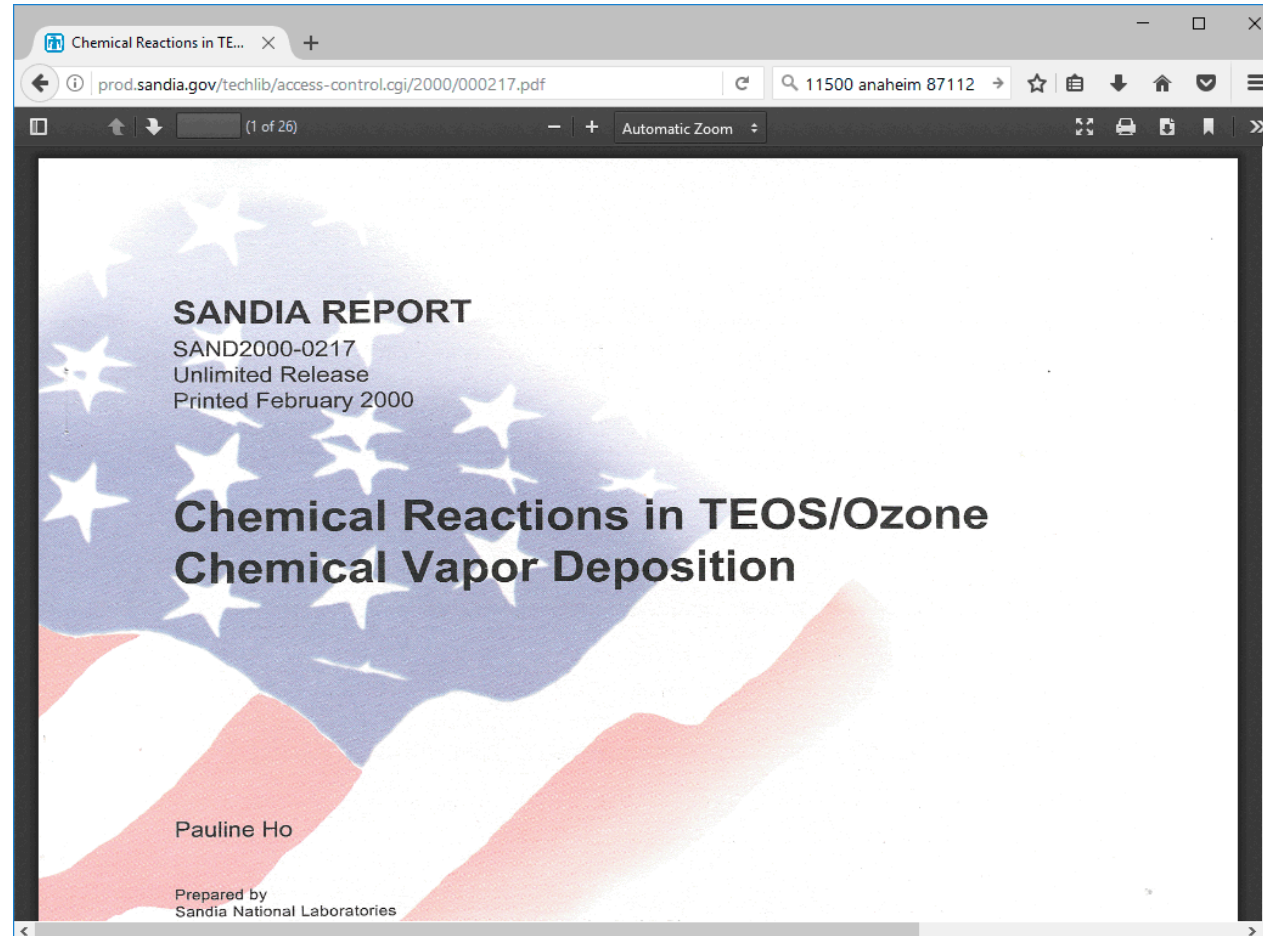 Chemical Reactions in TE...
prod.sandia.gov/techlib/access-control.cgi/2000/000217.pdf
11500 anaheim 87112
(1 of 26)
Automatic Zoom
SANDIA REPORT
SAND2000-0217
Unlimited Release
Printed February 2000
Chemical Reactions in TEOS/Ozone
Chemical Vapor Deposition
Pauline Ho
Prepared by
Sandia National Laboratories